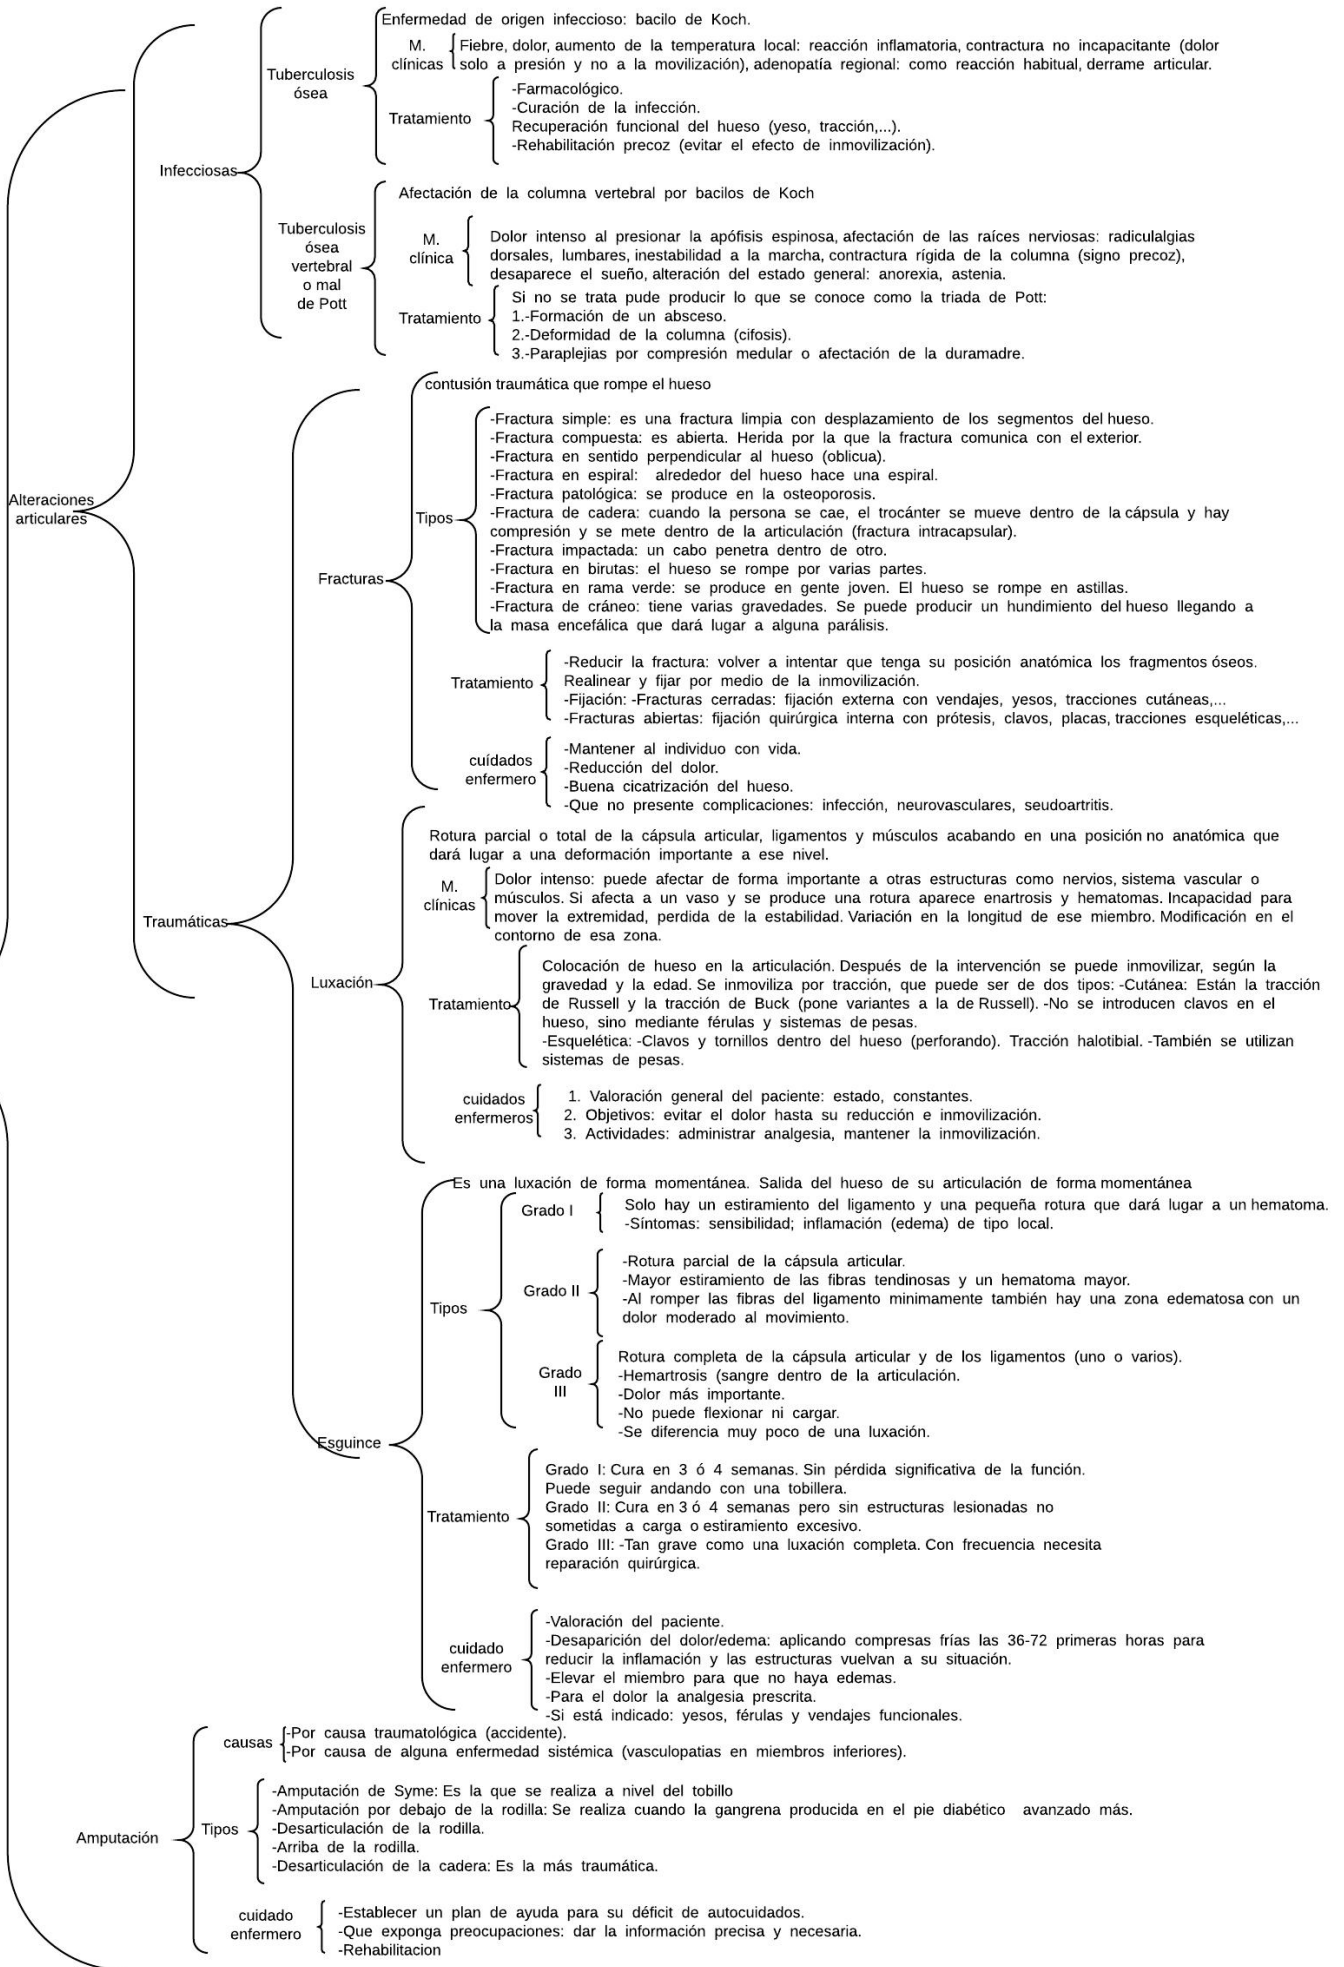 Alteraciones
articulares
Infecciosas
Tuberculosis
ósea
Enfermedad de origen infeccioso: bacilo de Koch.
M.
clínicas
Fiebre, dolor, aumento de la temperatura local: reacción inflamatoria, contractura no incapacitante (dolor
solo a presión y no a la movilización), adenopatía regional: como reacción habitual, derrame articular.
Tratamiento
-Farmacológico.
-Curación de la infección.
Recuperación funcional del hueso (yeso, tracción,...).
-Rehabilitación precoz (evitar el efecto de inmovilización).
Tuberculosis
ósea
vertebral
o mal
de Pott
Afectación de la columna vertebral por bacilos de Koch
M.
clínica
Dolor intenso al presionar la apófisis espinosa, afectación de las raíces nerviosas: radiculalgias
dorsales, lumbares, inestabilidad a la marcha, contractura rígida de la columna (signo precoz),
desaparece el sueño, alteración del estado general: anorexia, astenia.
Tratamiento
Si no se trata pude producir lo que se conoce como la triada de Pott:
1.-Formación de un absceso.
2.-Deformidad de la columna (cifosis).
3.-Paraplejias por compresión medular o afectación de la duramadre.
Traumáticas
Fracturas
contusión traumática que rompe el hueso
Tipos
-Fractura simple: es una fractura limpia con desplazamiento de los segmentos del hueso.
-Fractura compuesta: es abierta. Herida por la que la fractura comunica con el exterior.
-Fractura en sentido perpendicular al hueso (oblicua).
-Fractura en espiral: alrededor del hueso hace una espiral.
-Fractura patológica: se produce en la osteoporosis.
-Fractura de cadera: cuando la persona se cae, el trocánter se mueve dentro de la cápsula y hay
compresión y se mete dentro de la articulación (fractura intracapsular).
-Fractura impactada: un cabo penetra dentro de otro.
-Fractura en birutas: el hueso se rompe por varias partes.
-Fractura en rama verde: se produce en gente joven. El hueso se rompe en astillas.
-Fractura de cráneo: tiene varias gravedades. Se puede producir un hundimiento del hueso llegando a
la masa encefálica que dará lugar a alguna parálisis.
Tratamiento
-Reducir la fractura: volver a intentar que tenga su posición anatómica los fragmentos óseos.
Realinear y fijar por medio de la inmovilización.
-Fijación: -Fracturas cerradas: fijación externa con vendajes, yesos, tracciones cutáneas,...
-Fracturas abiertas: fijación quirúrgica interna con prótesis, clavos, placas, tracciones esqueléticas,...
cuídados
enfermero
-Mantener al individuo con vida.
-Reducción del dolor.
-Buena cicatrización del hueso.
-Que no presente complicaciones: infección, neurovasculares, seudoartritis.
Luxación
Rotura parcial o total de la cápsula articular, ligamentos y músculos acabando en una posición no anatómica que
dará lugar a una deformación importante a ese nivel.
M.
clínicas
Dolor intenso: puede afectar de forma importante a otras estructuras como nervios, sistema vascular o
músculos. Si afecta a un vaso y se produce una rotura aparece enartrosis y hematomas. Incapacidad para
mover la extremidad, perdida de la estabilidad. Variación en la longitud de ese miembro. Modificación en el
contorno de esa zona.
Tratamiento
Colocación de hueso en la articulación. Después de la intervención se puede inmovilizar, según la
gravedad y la edad. Se inmoviliza por tracción, que puede ser de dos tipos: -Cutánea: Están la tracción
de Russell y la tracción de Buck (pone variantes a la de Russell). -No se introducen clavos en el
hueso, sino mediante férulas y sistemas de pesas.
-Esquelética: -Clavos y tornillos dentro del hueso (perforando). Tracción halotibial. -También se utilizan
sistemas de pesas.
cuidados
enfermeros
1. Valoración general del paciente: estado, constantes.
2. Objetivos: evitar el dolor hasta su reducción e inmovilización.
3. Actividades: administrar analgesia, mantener la inmovilización.
Esguince
Es una luxación de forma momentánea. Salida del hueso de su articulación de forma momentánea
Tipos
Grado I
Solo hay un estiramiento del ligamento y una pequeña rotura que dará lugar a un hematoma.
-Síntomas: sensibilidad; inflamación (edema) de tipo local.
Grado II
-Rotura parcial de la cápsula articular.
-Mayor estiramiento de las fibras tendinosas y un hematoma mayor.
-Al romper las fibras del ligamento minimamente también hay una zona edematosa con un
dolor moderado al movimiento.
Grado
III
Rotura completa de la cápsula articular y de los ligamentos (uno o varios).
-Hemartrosis (sangre dentro de la articulación.
-Dolor más importante.
-No puede flexionar ni cargar.
-Se diferencia muy poco de una luxación.
Tratamiento
Grado I: Cura en 3 ó 4 semanas. Sin pérdida significativa de la función.
Puede seguir andando con una tobillera.
Grado II: Cura en 3 ó 4 semanas pero sin estructuras lesionadas no
sometidas a carga o estiramiento excesivo.
Grado III: -Tan grave como una luxación completa. Con frecuencia necesita
reparación quirúrgica.
cuidado
enfermero
-Valoración del paciente.
-Desaparición del dolor/edema: aplicando compresas frías las 36-72 primeras horas para
reducir la inflamación y las estructuras vuelvan a su situación.
-Elevar el miembro para que no haya edemas.
-Para el dolor la analgesia prescrita.
-Si está indicado: yesos, férulas y vendajes funcionales.
Amputación
causas
-Por causa traumatológica (accidente).
-Por causa de alguna enfermedad sistémica (vasculopatias en miembros inferiores).
Tipos
-Amputación de Syme: Es la que se realiza a nivel del tobillo
-Amputación por debajo de la rodilla: Se realiza cuando la gangrena producida en el pie diabético avanzado más.
-Desarticulación de la rodilla.
-Arriba de la rodilla.
-Desarticulación de la cadera: Es la más traumática.
cuidado
enfermero
-Establecer un plan de ayuda para su déficit de autocuidados.
-Que exponga preocupaciones: dar la información precisa y necesaria.
-Rehabilitacion